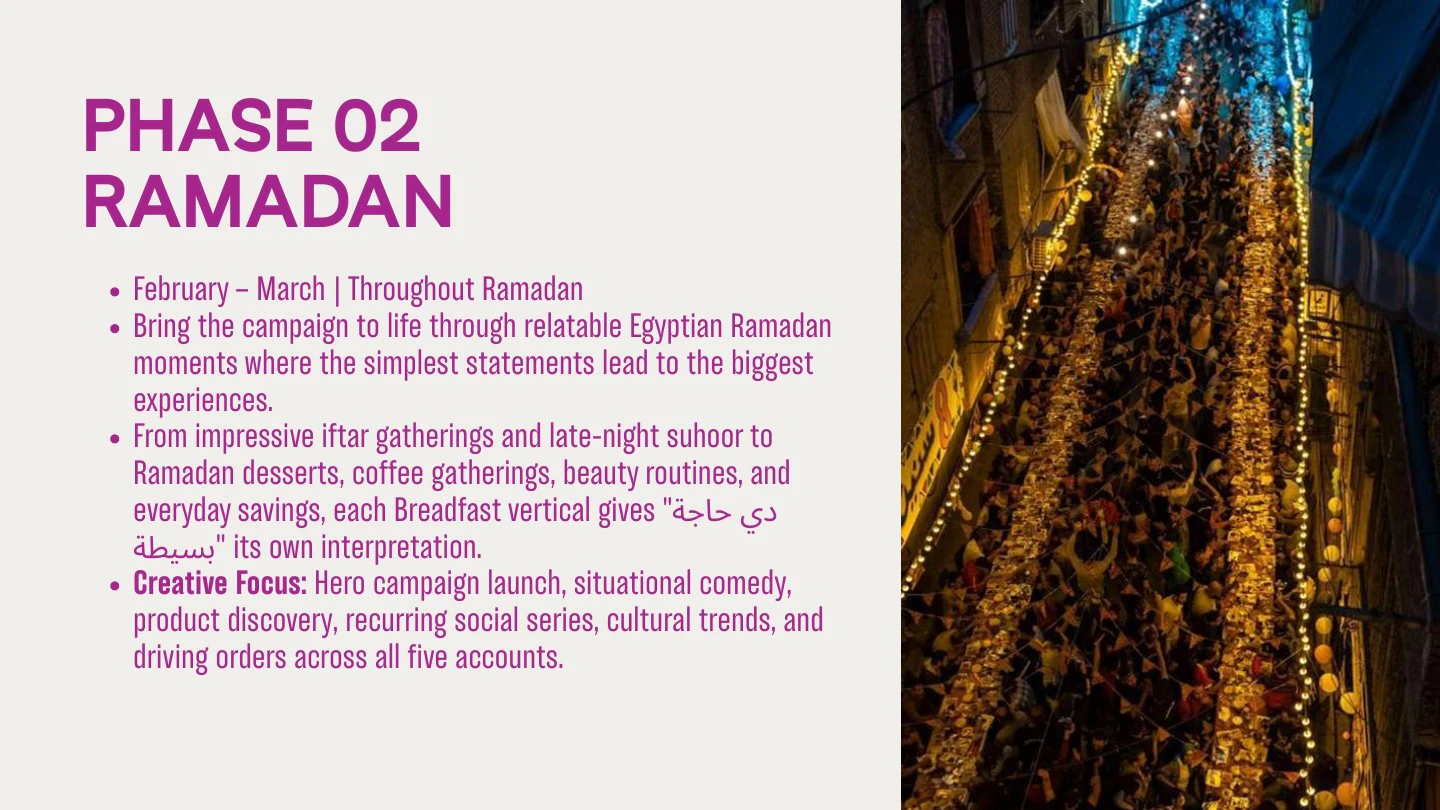 PHASE 02
RAMADAN
• February – March | Throughout Ramadan
• Bring the campaign to life through relatable Egyptian Ramadan
moments where the simplest statements lead to the biggest
experiences.
• From impressive iftar gatherings and late-night suhoor to
Ramadan desserts, coffee gatherings, beauty routines, and
everyday savings, each Breadfast vertical gives "دي حاجة
بسيطة" its own interpretation.
• Creative Focus: Hero campaign launch, situational comedy,
product discovery, recurring social series, cultural trends, and
driving orders across all five accounts.